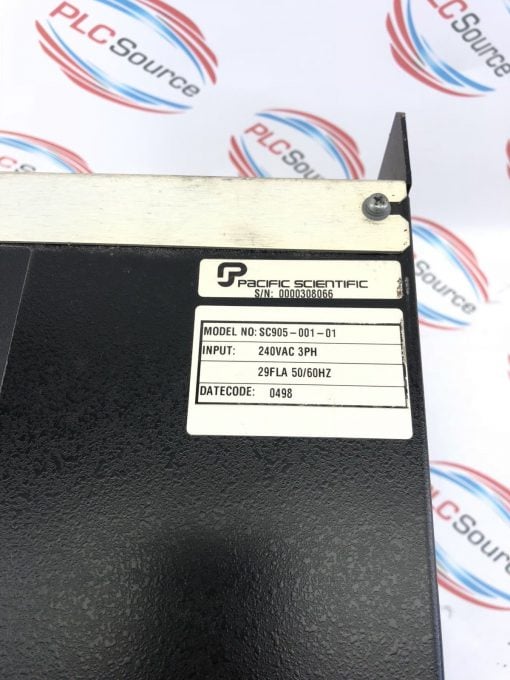 PLCSource
PLCSource
PLCSource
PLCSource
PACIFIC SCIENTIFIC
S/N: 0000308066
MODEL NO: SC905-001-01
INPUT: 240VAC 3PH
29FLA 50/60HZ
DATECODE: 0498
PLCSource